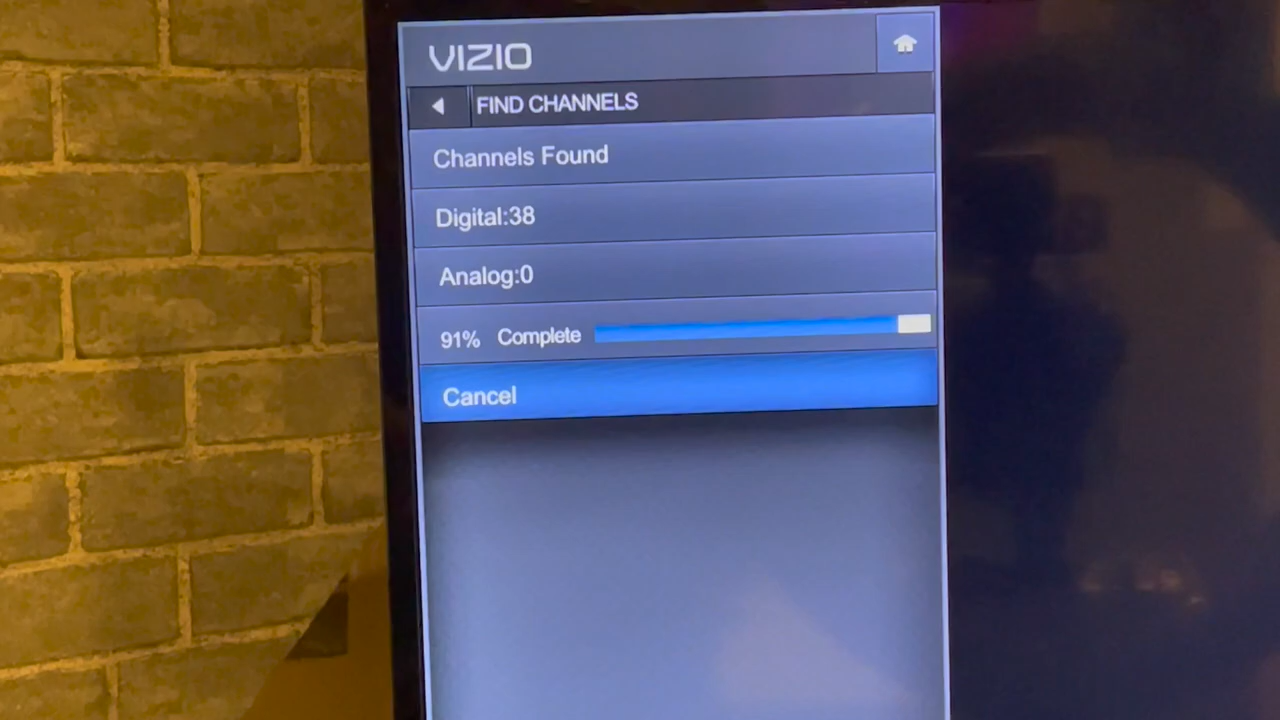 VIZIO
FIND CHANNELS
Channels Found
Digital:38
Analog:0
91% Complete
Cancel